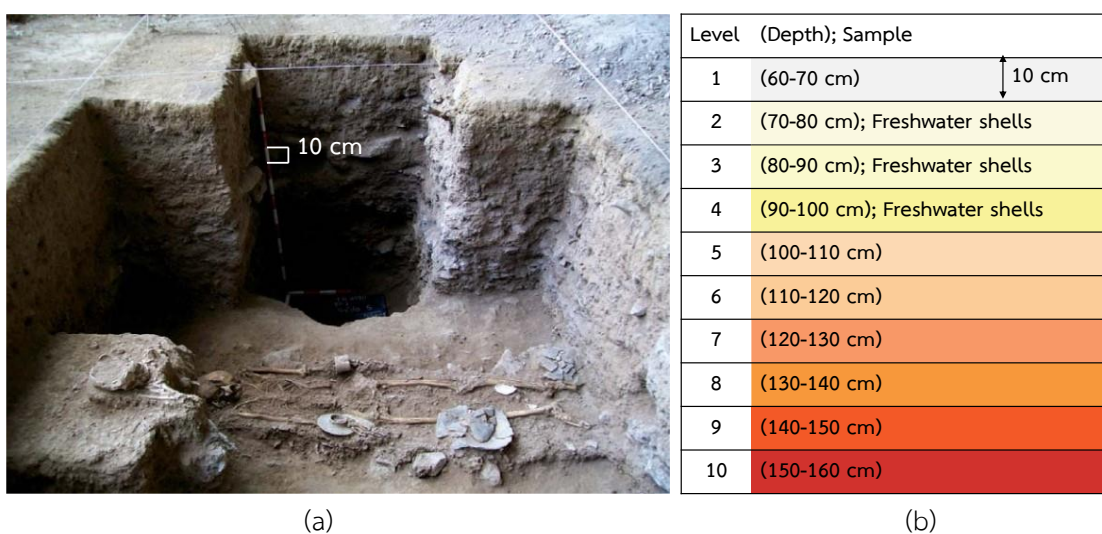 10 cm
(a)
Level (Depth); Sample
1 (60-70 cm) 10 cm
2 (70-80 cm); Freshwater shells
3 (80-90 cm); Freshwater shells
4 (90-100 cm); Freshwater shells
5 (100-110 cm)
6 (110-120 cm)
7 (120-130 cm)
8 (130-140 cm)
9 (140-150 cm)
10 (150-160 cm)
(b)